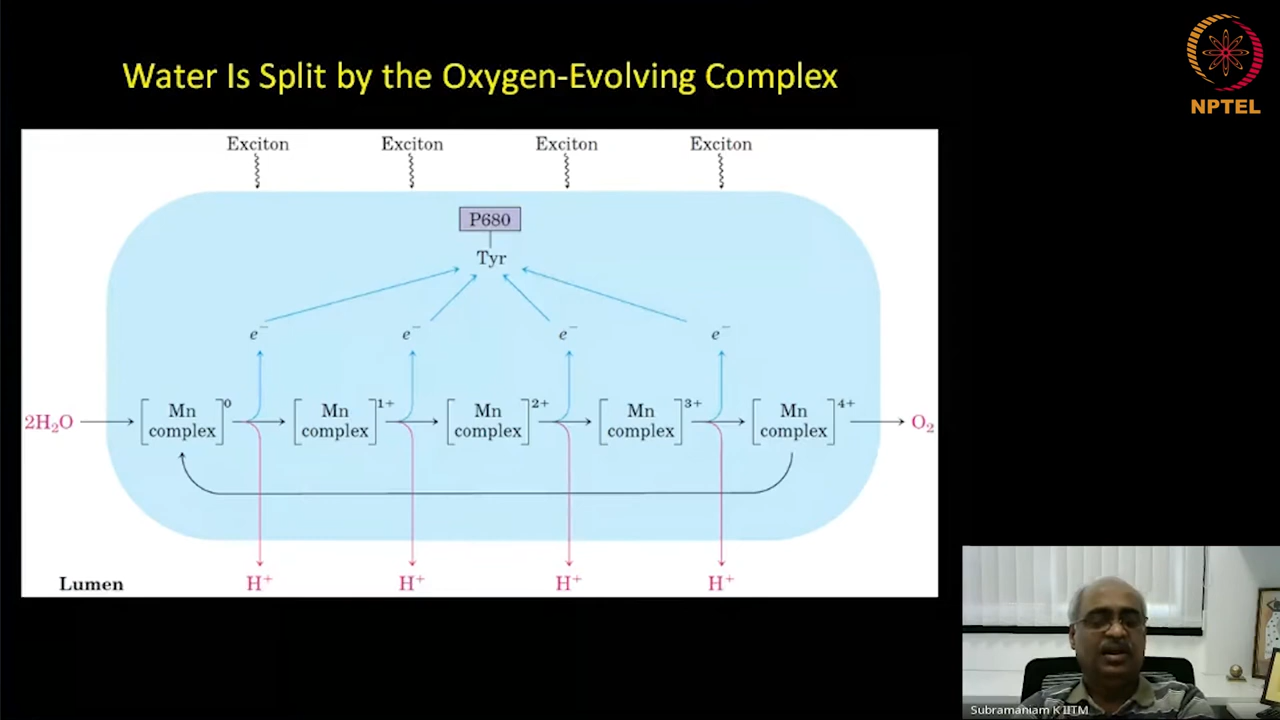 Water Is Split by the Oxygen-Evolving Complex
NPTEL
Exciton Exciton Exciton Exciton
P680
Tyr
e⁻ e⁻ e⁻ e⁻
2H₂O [Mn complex]⁰ [Mn complex]¹⁺ [Mn complex]²⁺ [Mn complex]³⁺ [Mn complex]⁴⁺ O₂
Lumen H⁺ H⁺ H⁺ H⁺
Subramaniam K IITM